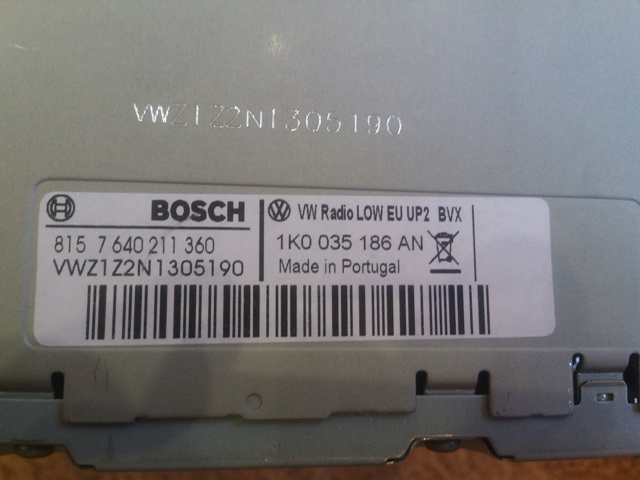 VWZ1Z2N1305190
BOSCH
815 7 640 211 360
VWZ1Z2N1305190
VW Radio LOW EU UP2 BVX
1K0 035 186 AN
Made in Portugal